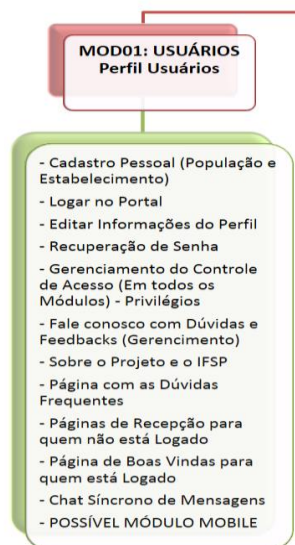 MOD01: USUÁRIOS
Perfil Usuários
- Cadastro Pessoal (População e
Estabelecimento)
- Logar no Portal
- Editar Informações do Perfil
- Recuperação de Senha
- Gerenciamento do Controle
de Acesso (Em todos os
Módulos) - Privilégios
- Fale conosco com Dúvidas e
Feedbacks (Gerencimento)
- Sobre o Projeto e o IFSP
- Página com as Dúvidas
Frequentes
- Páginas de Recepção para
quem não está Logado
- Página de Boas Vindas para
quem está Logado
- Chat Síncrono de Mensagens
- POSSÍVEL MÓDULO MOBILE